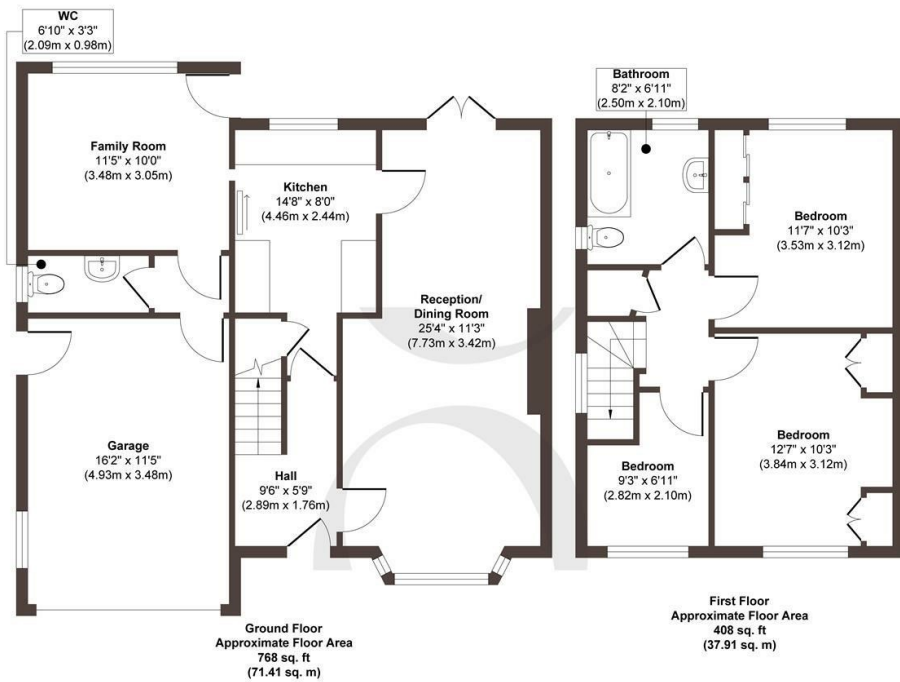 WC
6'10" x 3'3"
(2.09m x 0.98m)
Family Room
11'5" x 10'0"
(3.48m x 3.05m)
Kitchen
14'8" x 8'0"
(4.46m x 2.44m)
Reception/
Dining Room
25'4" x 11'3"
(7.73m x 3.42m)
Garage
16'2" x 11'5"
(4.93m x 3.48m)
Hall
9'6" x 5'9"
(2.89m x 1.76m)
Ground Floor
Approximate Floor Area
768 sq. ft
(71.41 sq. m)
Bathroom
8'2" x 6'11"
(2.50m x 2.10m)
Bedroom
11'7" x 10'3"
(3.53m x 3.12m)
Bedroom
12'7" x 10'3"
(3.84m x 3.12m)
Bedroom
9'3" x 6'11"
(2.82m x 2.10m)
First Floor
Approximate Floor Area
408 sq. ft
(37.91 sq. m)